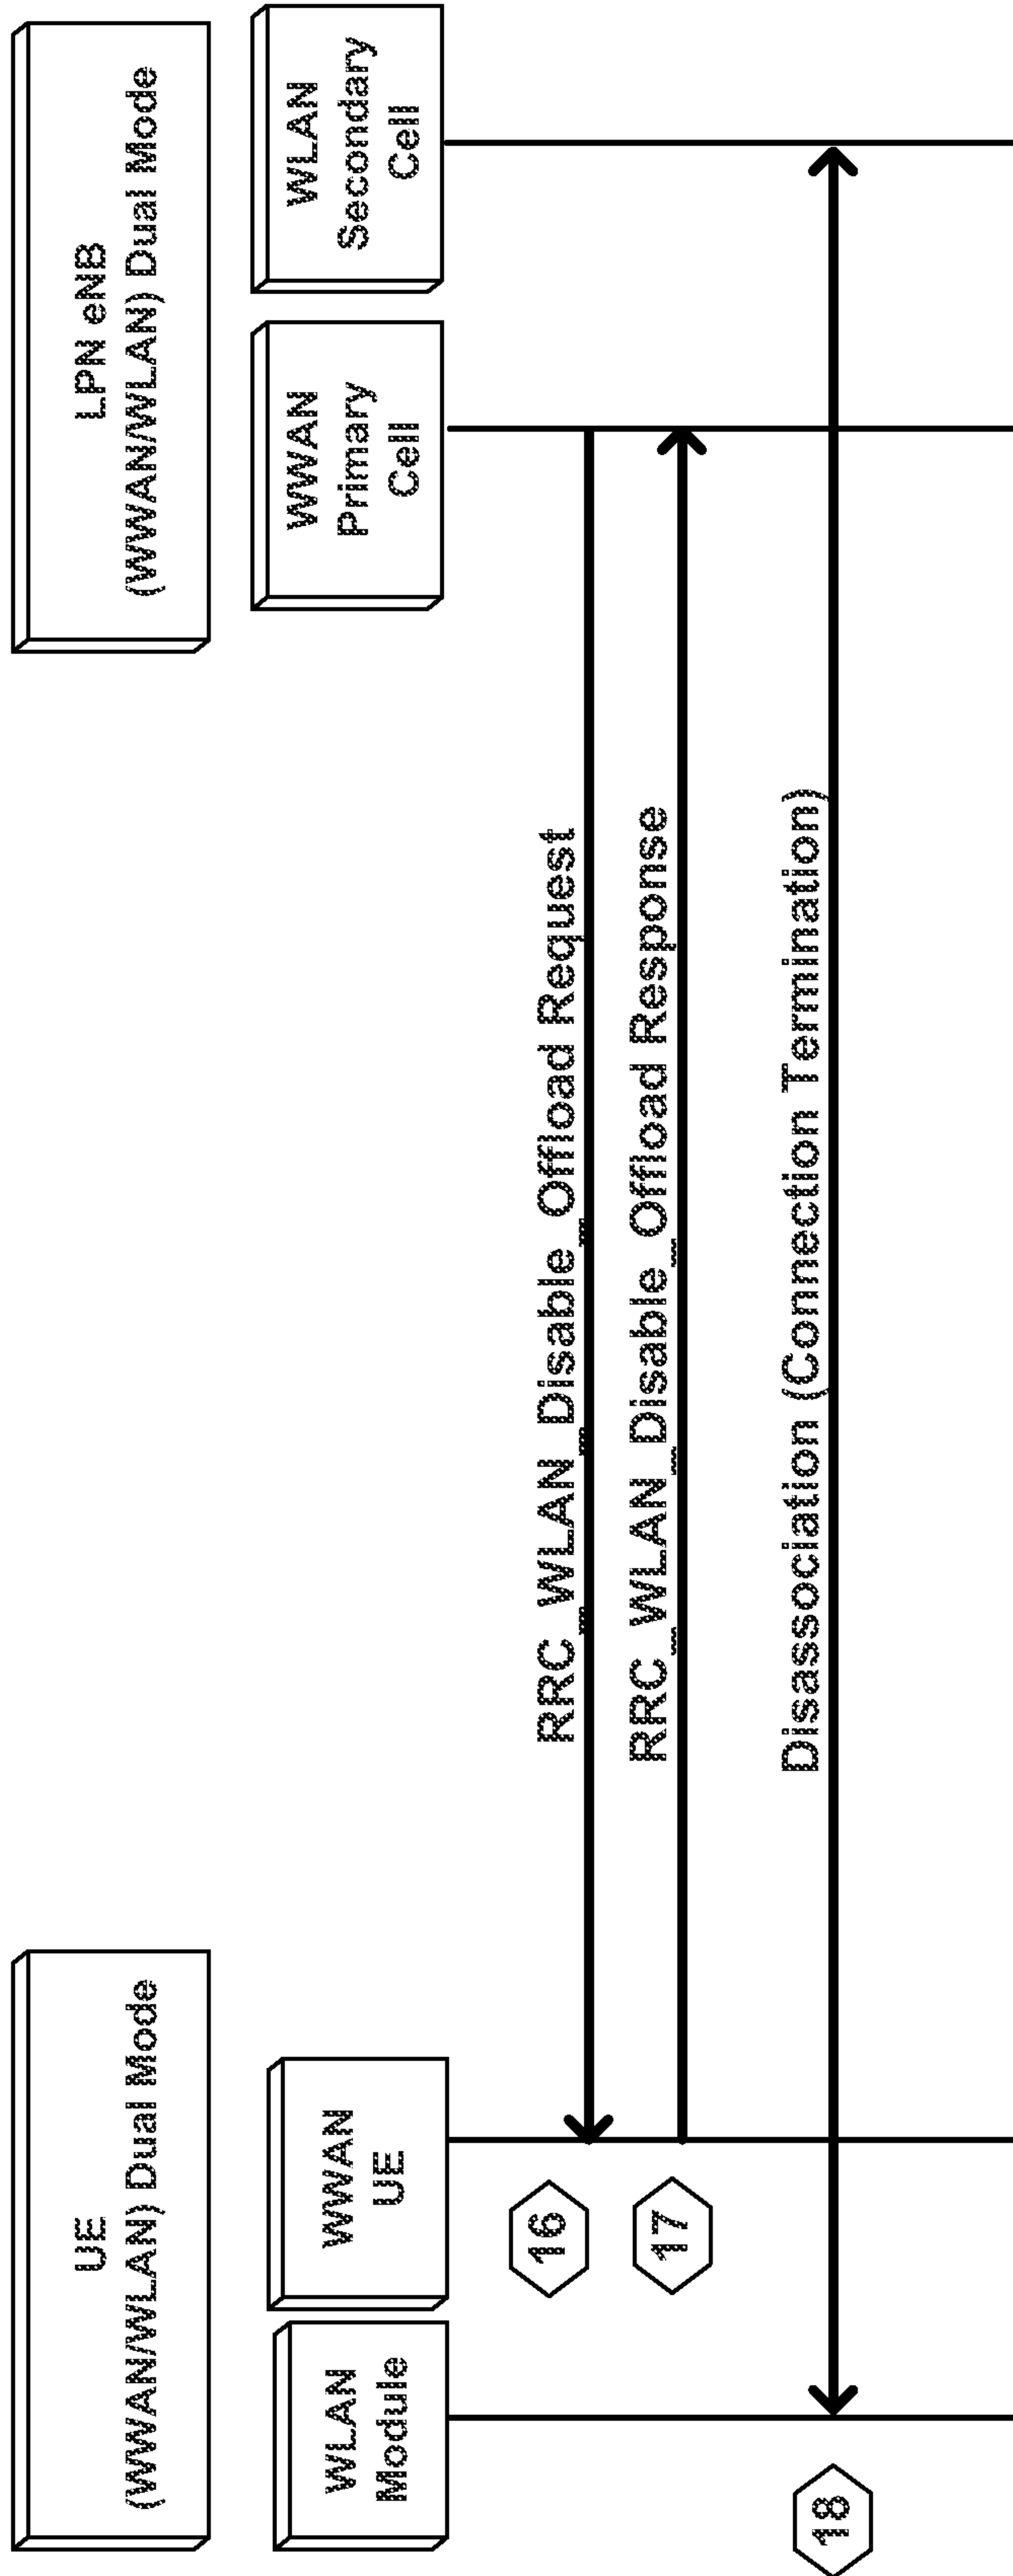 UE
(WWAN/WLAN) Dual Mode
LPN eNB
(WWAN/WLAN) Dual Mode
WLAN
Module
WWAN
UE
WWAN
Primary
Cell
WLAN
Secondary
Cell
16
RRC_WLAN_Disable_Offload Request
17
RRC_WLAN_Disable_Offload Response
18
Disassociation (Connection Termination)